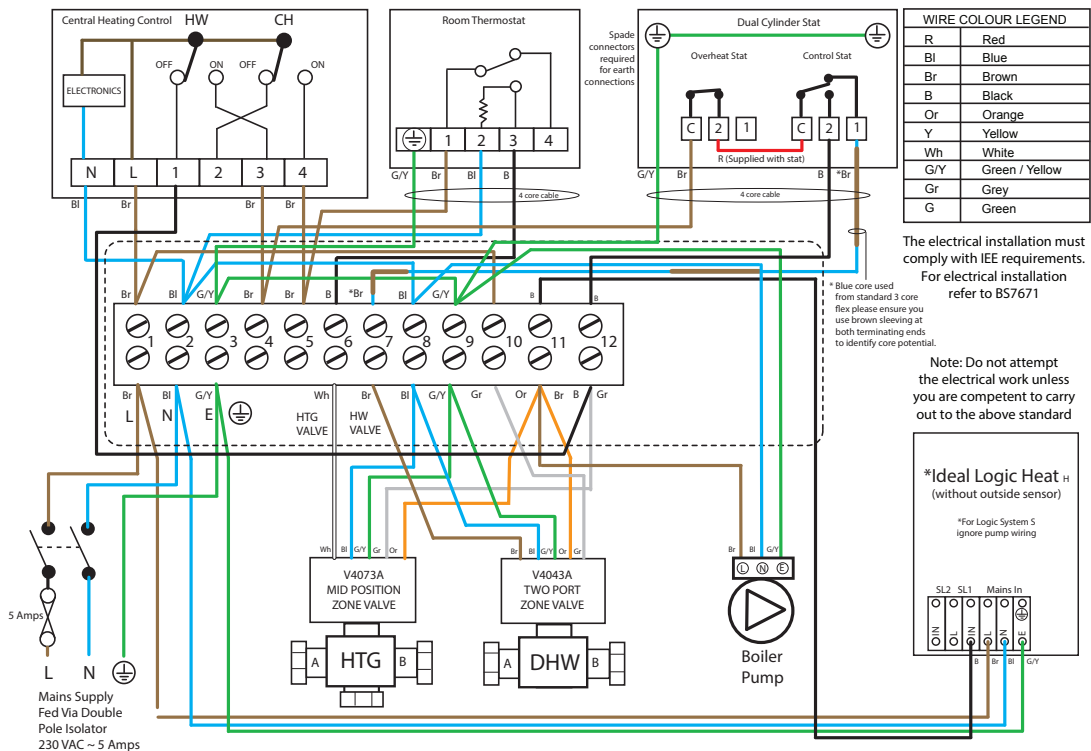 Central Heating Control
HW
CH
OFF
ON
OFF
ON
ELECTRONICS
N
L
1
2
3
4
Bl
Br
B
Br
Br
Room Thermostat
1
2
3
4
G/Y
Br
Bl
B
4 core cable
Spade
connectors
required
for earth
connections
Dual Cylinder Stat
Overheat Stat
Control Stat
C
2
1
C
2
1
R (Supplied with stat)
G/Y
Br
B
*Br
4 core cable
WIRE COLOUR LEGEND
R Red
Bl Blue
Br Brown
B Black
Or Orange
Y Yellow
Wh White
G/Y Green / Yellow
Gr Grey
G Green
The electrical installation must
comply with IEE requirements.
For electrical installation
refer to BS7671
* Blue core used
from standard 3 core
flex please ensure you
use brown sleeving at
both terminating ends
to identify core potential.
Note: Do not attempt
the electrical work unless
you are competent to carry
out to the above standard
Br
Bl
G/Y
Br
Br
B
*Br
Bl
G/Y
B
B
1
2
3
4
5
6
7
8
9
10
11
12
Br
Bl
G/Y
Wh
Br
Bl
G/Y
Gr
Or
Br
B
Gr
L
N
E
HTG
VALVE
HW
VALVE
Wh
Bl
G/Y
Gr
Or
V4073A
MID POSITION
ZONE VALVE
A
HTG
B
Br
Bl
G/Y
Or
Gr
V4043A
TWO PORT
ZONE VALVE
A
DHW
B
Br
Bl
G/Y
L
N
E
Boiler
Pump
*Ideal Logic Heat H
(without outside sensor)
*For Logic System S
ignore pump wiring
SL2
SL1
Mains In
IN
L
IN
L
N
E
B
Br
Bl
G/Y
5 Amps
L
N
Mains Supply
Fed Via Double
Pole Isolator
230 VAC ~ 5 Amps